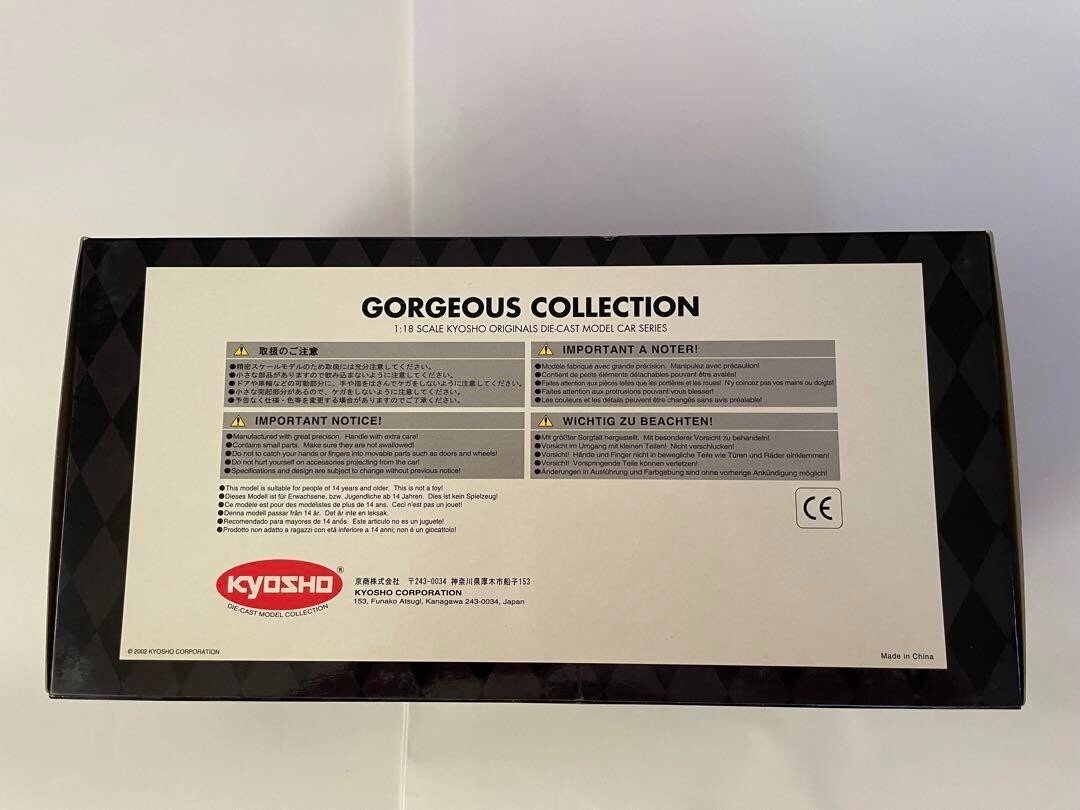 GORGEOUS COLLECTION
1:18 SCALE KYOSHO ORIGINALS DIE-CAST MODEL CAR SERIES
取扱のご注意
●精密スケールモデルのため取扱には充分注意してください。
●小さな部品がありますので飲み込まないように注意してください。
●ドアや車輪などの可動部分に、手や指をはさんでケガをしないように注意してください。
●小さな突起部分があるので、ケガをしないように注意してください。
●予告なく仕様・色等を変更する場合がありますのでご了承ください。
IMPORTANT A NOTER!
●Modèle fabriqué avec grande précision. Manipulez avec précaution!
●Contient de petits éléments détachables pouvant être avalés!
●Faites attention aux pièces telles que les portières et les roues! N'y coincez pas vos mains ou doigts!
●Faites attention aux protrusions pouvant vous blesser!
●Les couleurs et les détails peuvent être changés sans avis préalable!
IMPORTANT NOTICE!
●Manufactured with great precison. Handle with extra care!
●Contains small parts. Make sure they are not swallowed!
●Do not to catch your hands or fingers into movable parts such as doors and wheels!
●Do not hurt yourself on accessories projecting from the car!
●Specifications and design are subject to change without previous notice!
WICHTIG ZU BEACHTEN!
●Mit größter Sorgfalt hergestellt. Mit besonderer Vorsicht zu behandeln!
●Vorsicht im Umgang mit kleinen Teilen! Nicht verschlucken!
●Vorsicht! Hände und Finger nicht in bewegliche Teile wie Türen und Räder einklemmen!
●Vorsicht! Vorspringende Teile können verletzen!
●Änderungen in Ausführung und Farbgebung sind ohne vorherige Ankündigung möglich!
●This model is suitable for people of 14 years and older. This is not a toy!
●Dieses Modell ist für Erwachsene, bzw. Jugendliche ab 14 Jahren. Dies ist kein Spielzeug!
●Ce modèle est pour des modélistes de plus de 14 ans. Ceci n'est pas un jouet!
●Denna modell passar från 14 år. Det är inte en leksak.
●Recomendado para mayores de 14 anós. Este articulo no es un juguete!
●Prodotto non adatto a ragazzi con etá inferiore a 14 anni; non é un giocattolo!
CE
KYOSHO ®
DIE-CAST MODEL COLLECTION
京商株式会社 〒243-0034 神奈川県厚木市船子153
KYOSHO CORPORATION
153, Funako Atsugi, Kanagawa 243-0034, Japan
© 2002 KYOSHO CORPORATION
Made in China